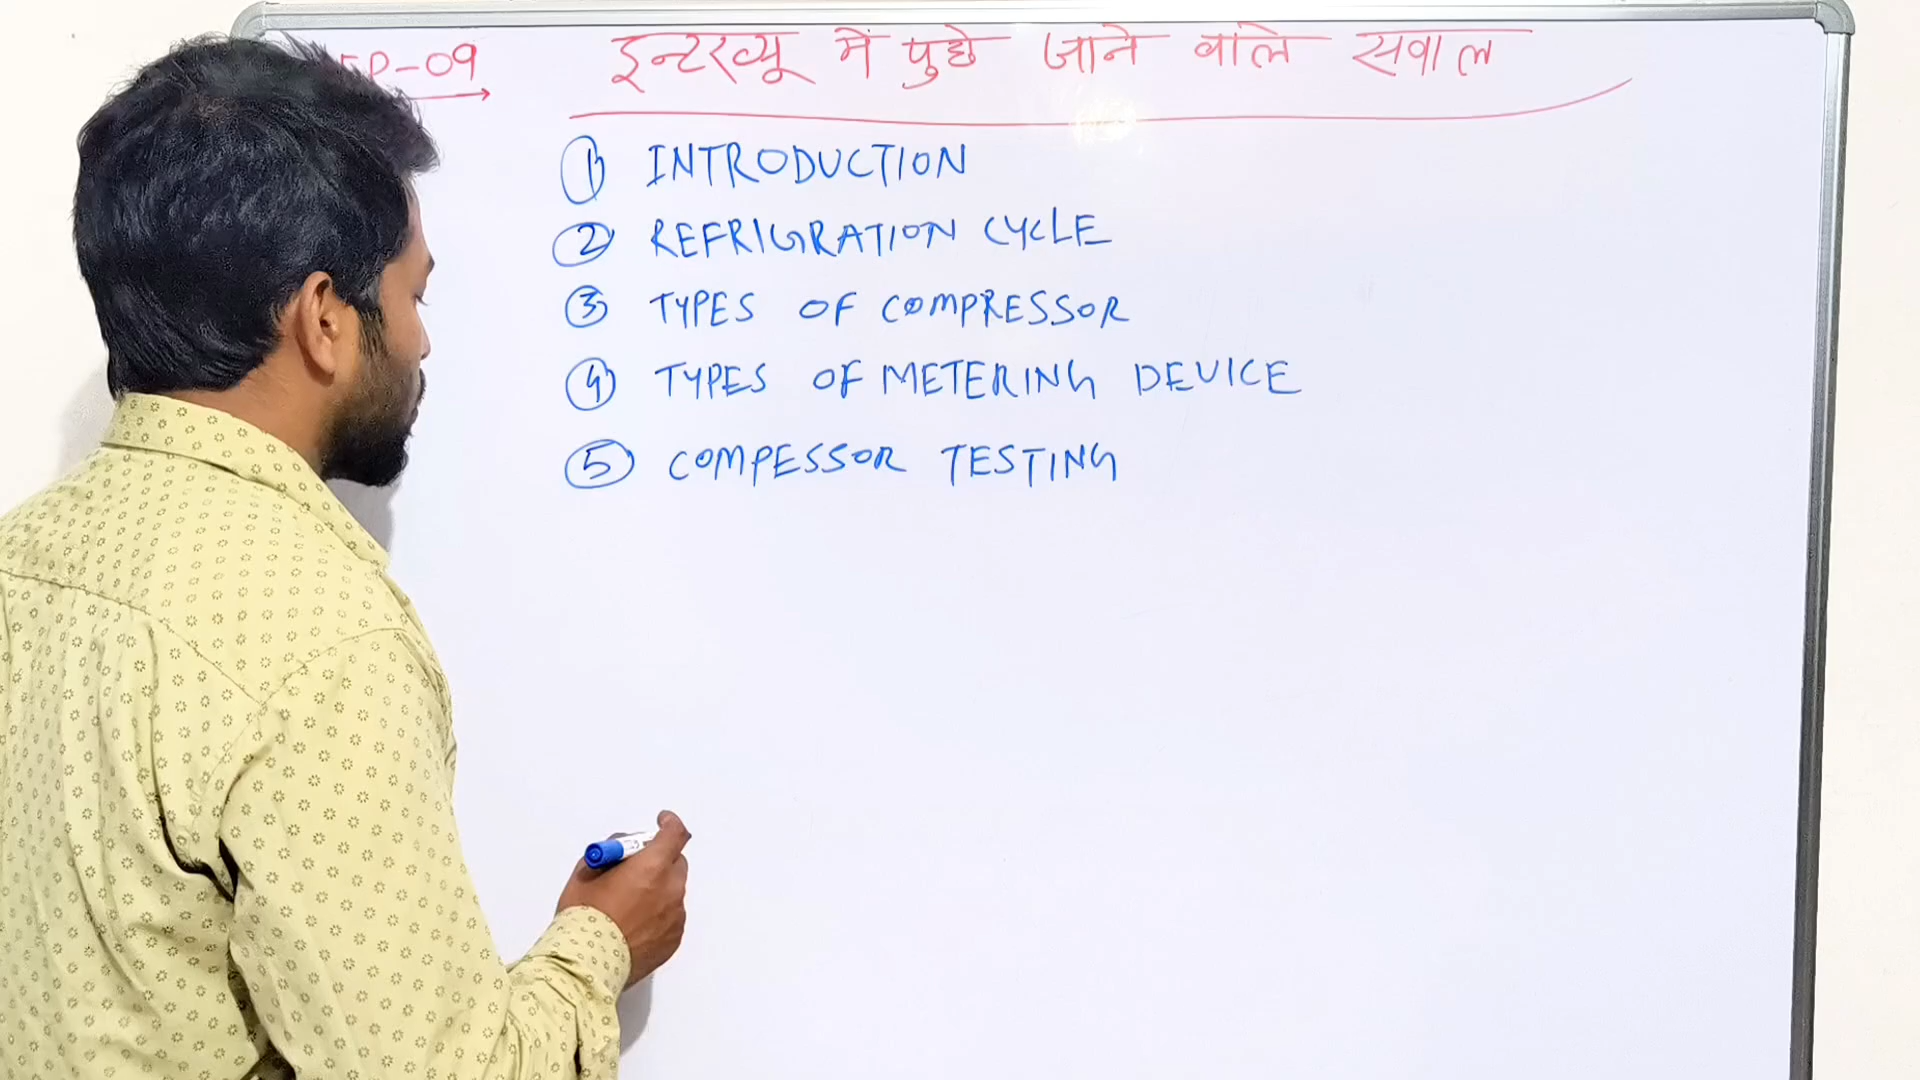 EP-09
इन्टरव्यू में पुछे जाने वाले सवाल
① INTRODUCTION
② REFRIGRATION CYCLE
③ TYPES OF COMPRESSOR
④ TYPES OF METERING DEVICE
⑤ COMPESSOR TESTING